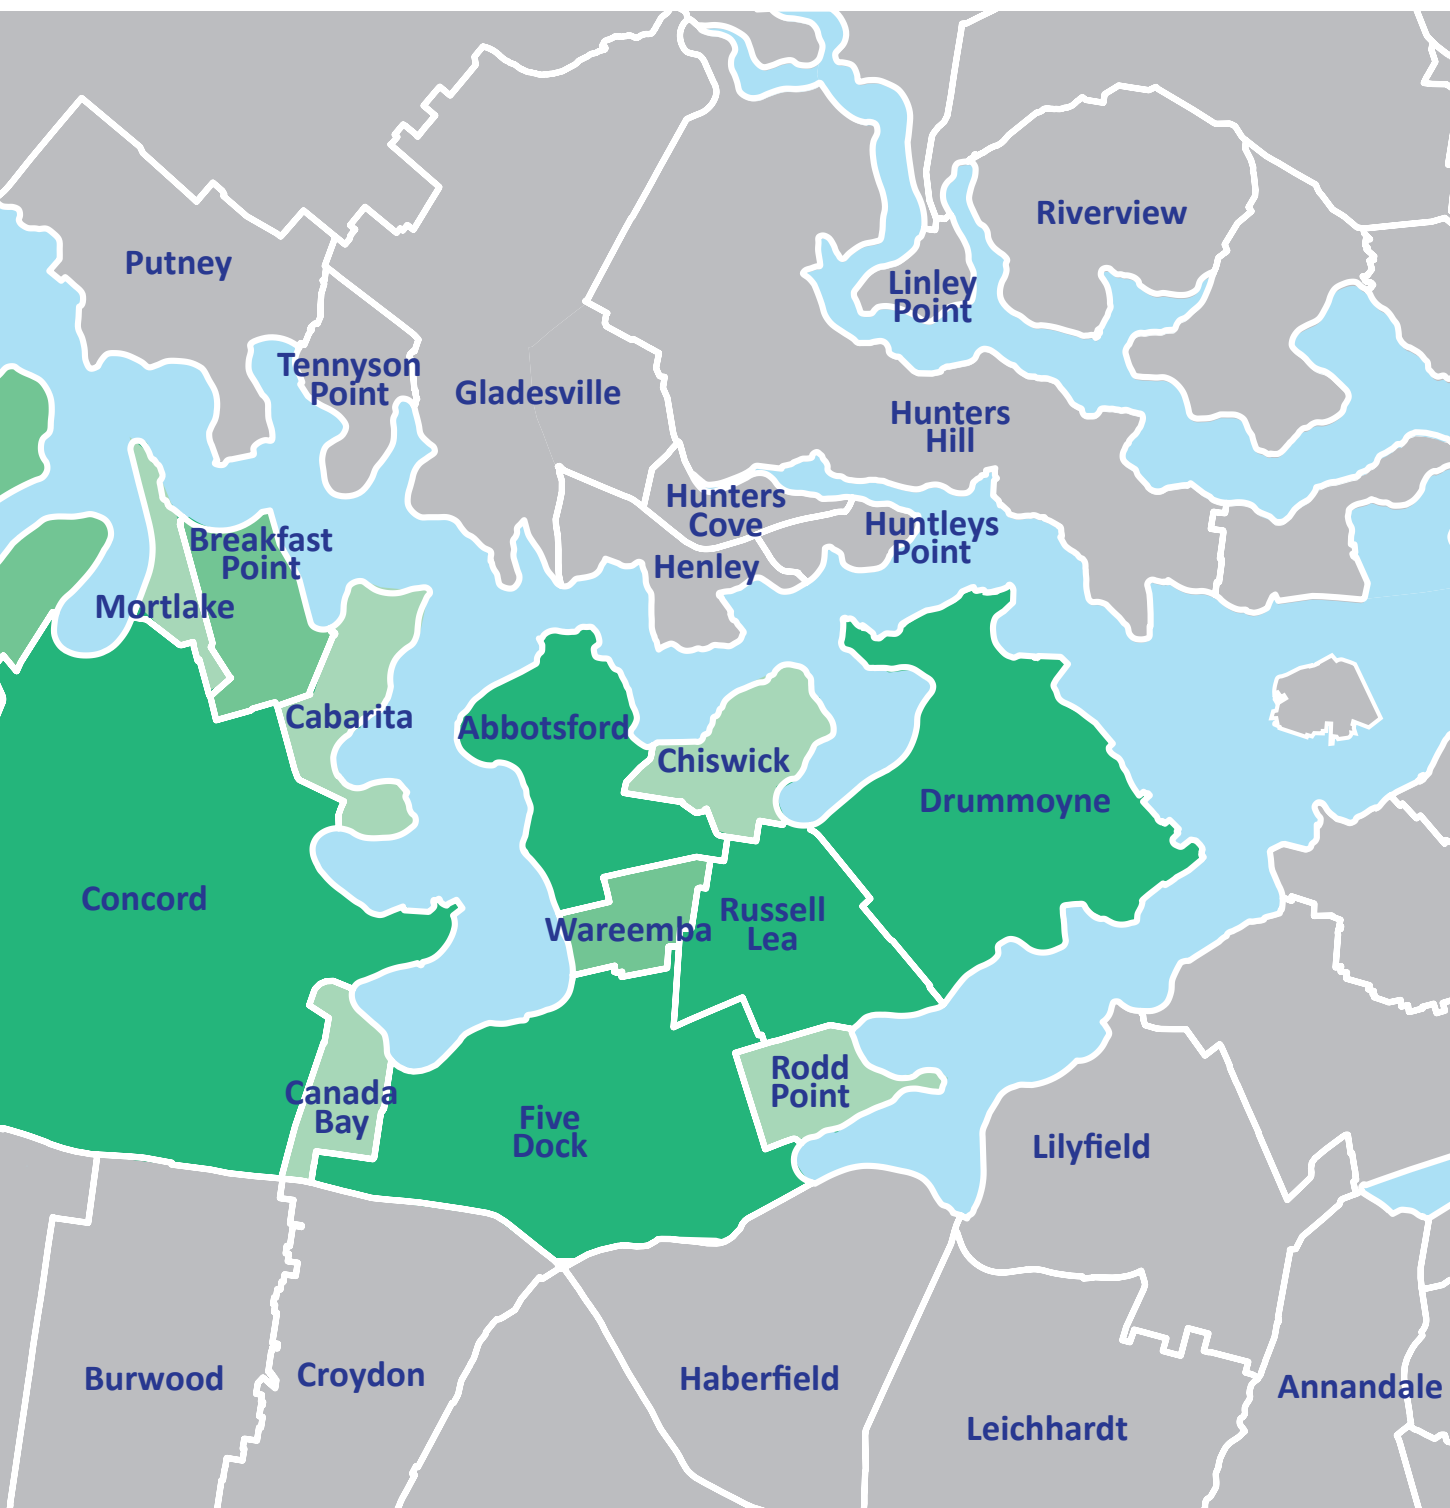 Riverview
Putney
Linley
Point
Tennyson
Point
Gladesville
Hunters
Hill
Hunters
Cove
Huntleys
Point
Breakfast
Point
Henley
Mortlake
Cabarita
Abbotsford
Chiswick
Drummoyne
Concord
Wareemba
Russell
Lea
Rodd
Point
Canada
Bay
Five
Dock
Lilyfield
Burwood
Croydon
Haberfield
Annandale
Leichhardt